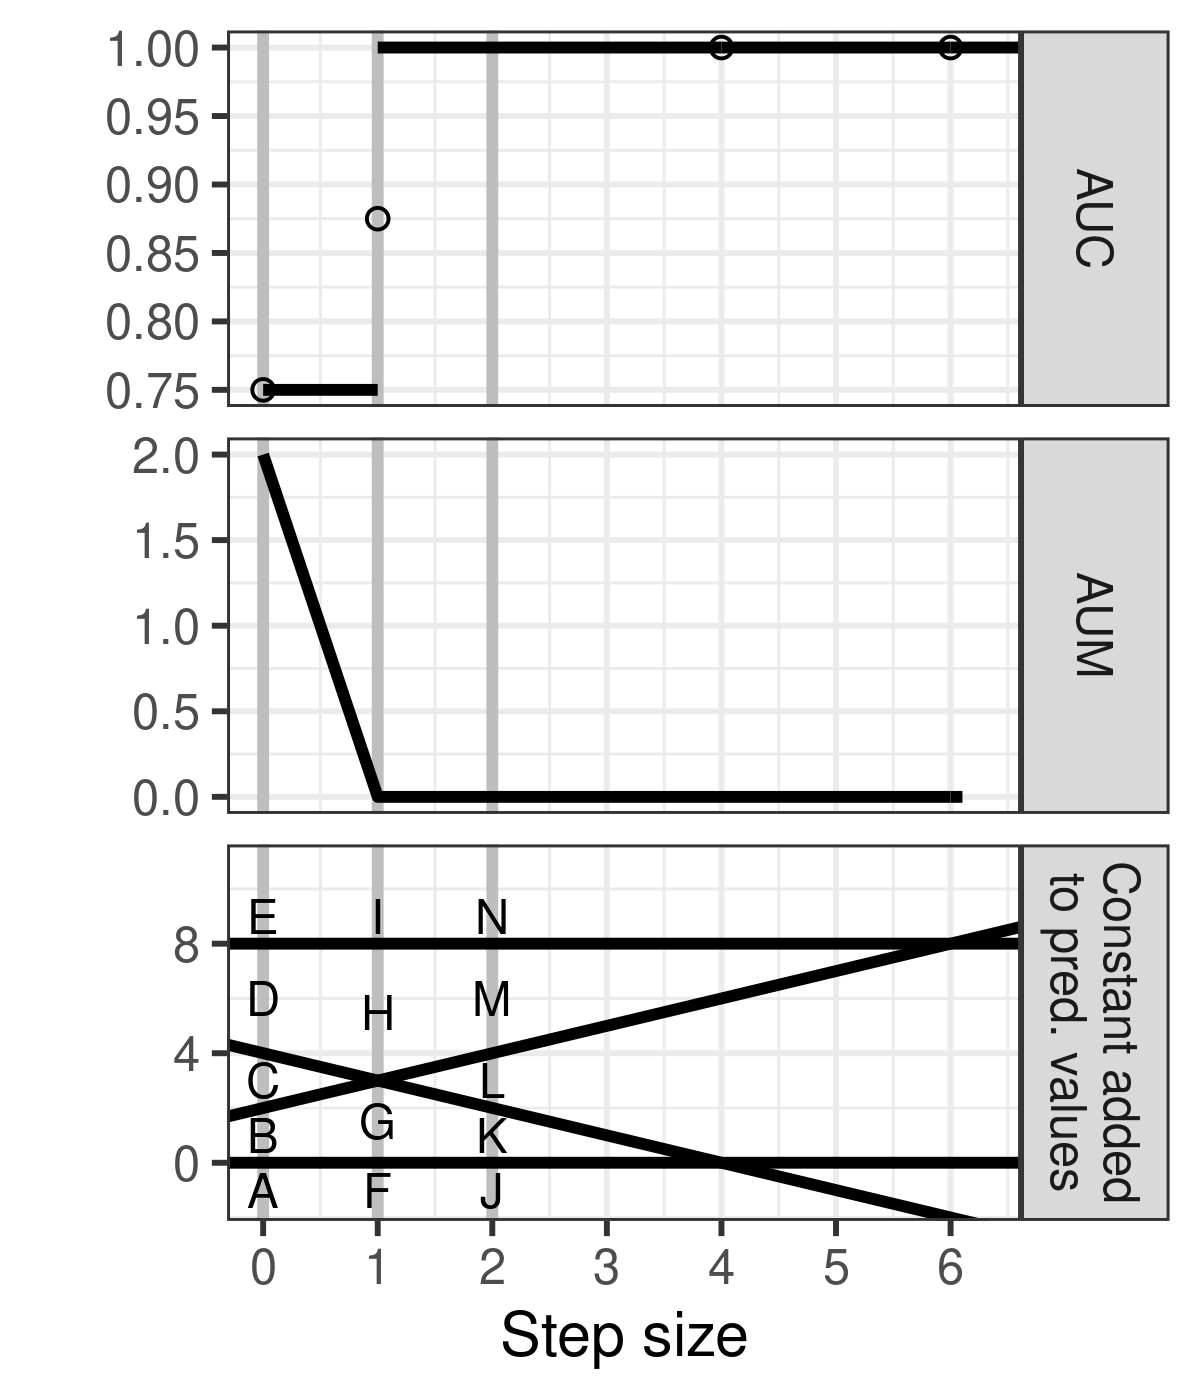 1.00
0.95
0.90
0.85
0.80
0.75
AUC
2.0
1.5
1.0
0.5
0.0
AUM
8
4
0
E I N
D H M
C L
B G K
A F J
Constant added
to pred. values
0 1 2 3 4 5 6
Step size